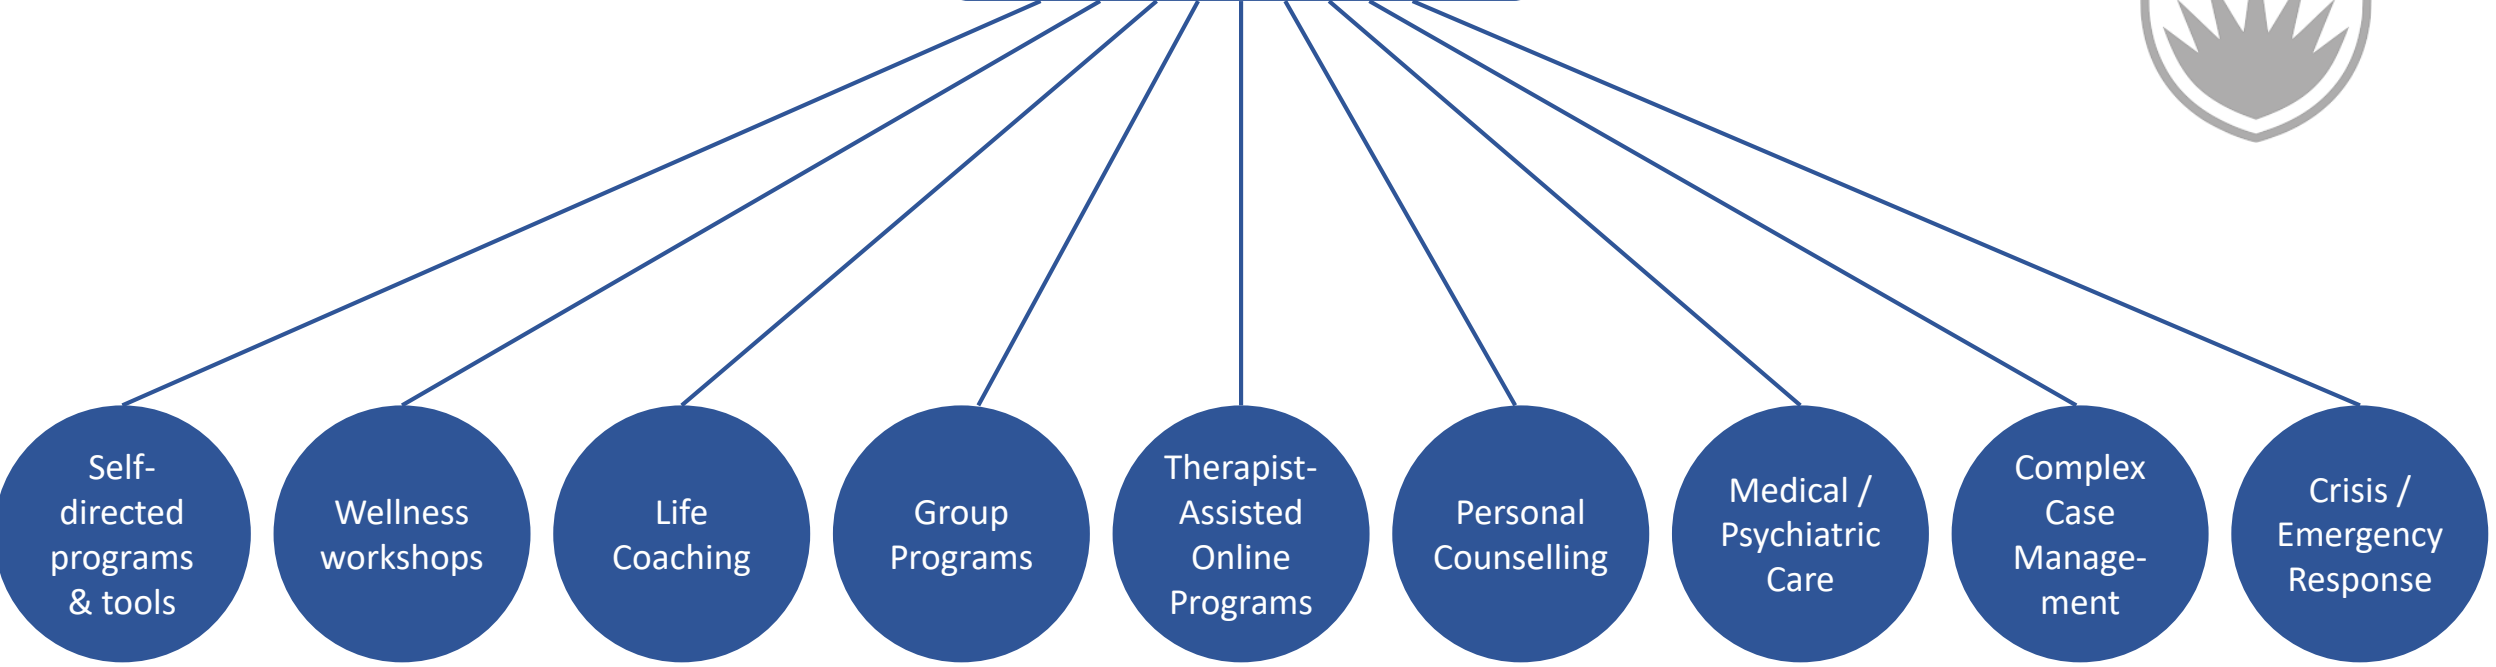 Self-
directed
programs
& tools
Wellness
workshops
Life
Coaching
Group
Programs
Therapist-
Assisted
Online
Programs
Personal
Counselling
Medical /
Psychiatric
Care
Complex
Case
Manage-
ment
Crisis /
Emergency
Response